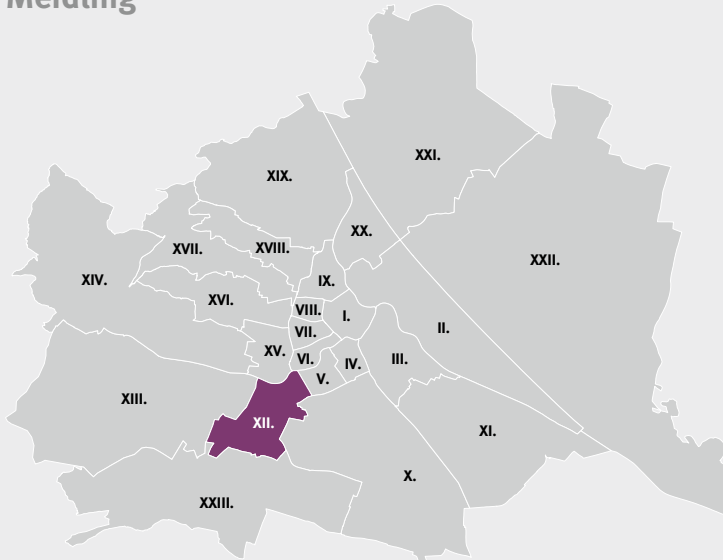 Meidling
XXI.
XIX.
XX.
XVII.
XVIII.
XXII.
XIV.
IX.
XVI.
VIII.
I.
II.
VII.
XV.
VI.
IV.
III.
V.
XIII.
XII.
XI.
X.
XXIII.